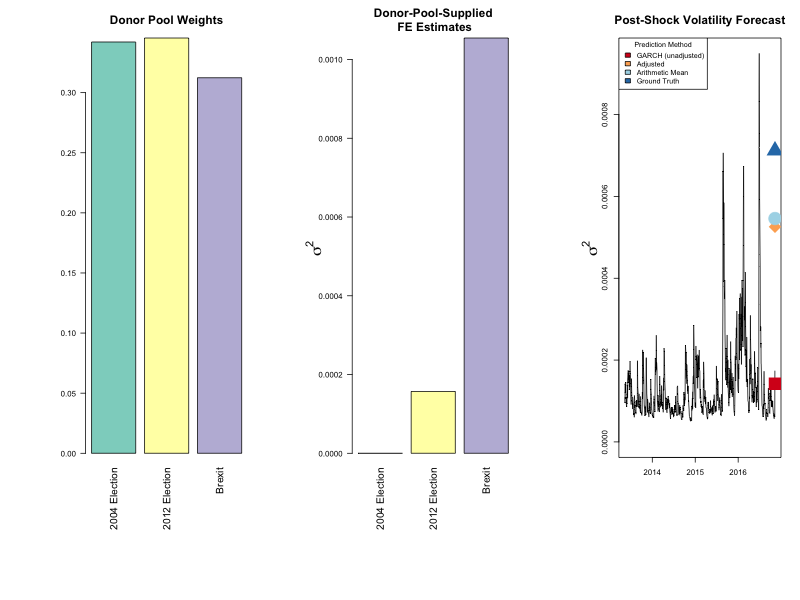 Donor Pool Weights
0.30
0.25
0.20
0.15
0.10
0.05
0.00
2004 Election
2012 Election
Brexit
Donor-Pool-Supplied
FE Estimates
σ2
0.0010
0.0008
0.0006
0.0004
0.0002
0.0000
2004 Election
2012 Election
Brexit
Post-Shock Volatility Forecast
Prediction Method
GARCH (unadjusted)
Adjusted
Arithmetic Mean
Ground Truth
σ2
0.0008
0.0006
0.0004
0.0002
0.0000
2014
2015
2016